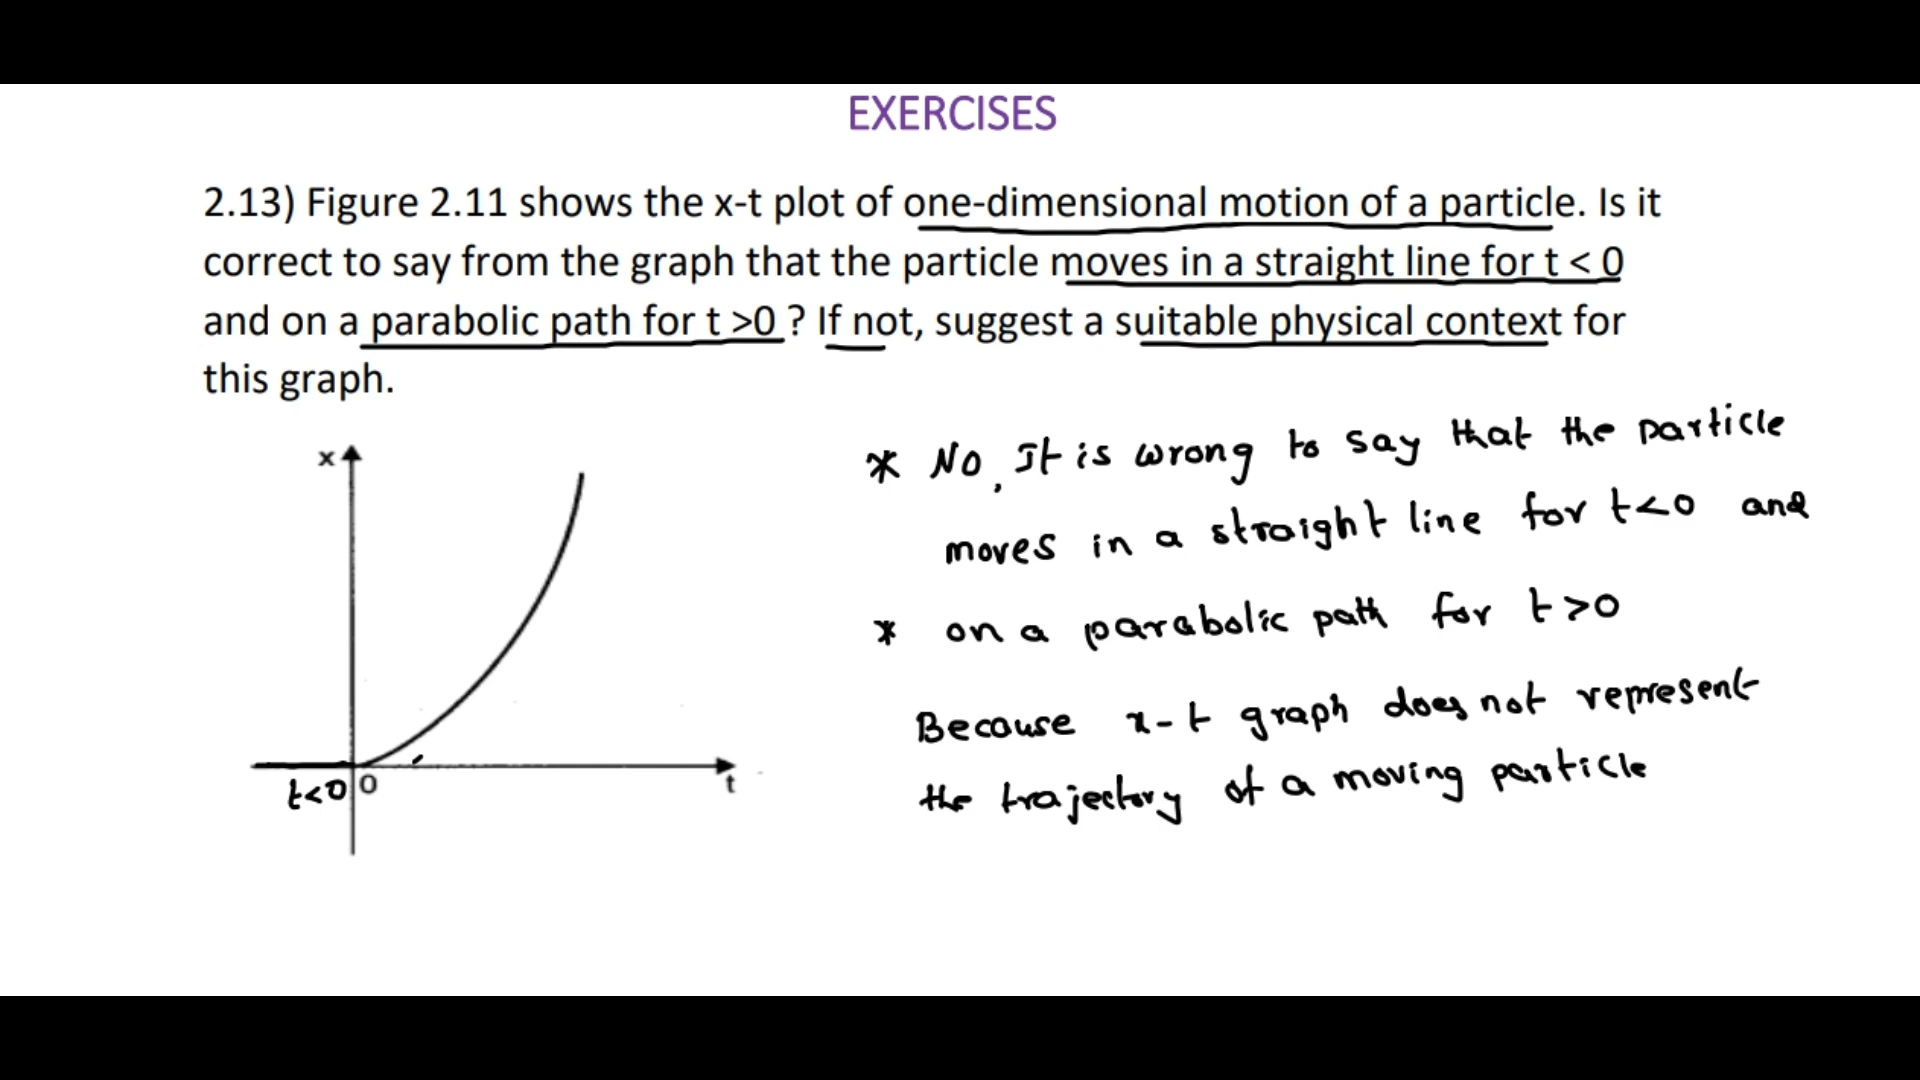 EXERCISES
2.13) Figure 2.11 shows the x-t plot of one-dimensional motion of a particle. Is it
correct to say from the graph that the particle moves in a straight line for t < 0
and on a parabolic path for t >0 ? If not, suggest a suitable physical context for
this graph.
x
* No, It is wrong to say that the particle
moves in a straight line for t<0 and
* on a parabolic path for t>0
Because x-t graph does not represent
the trajectory of a moving particle
t<0 0 t